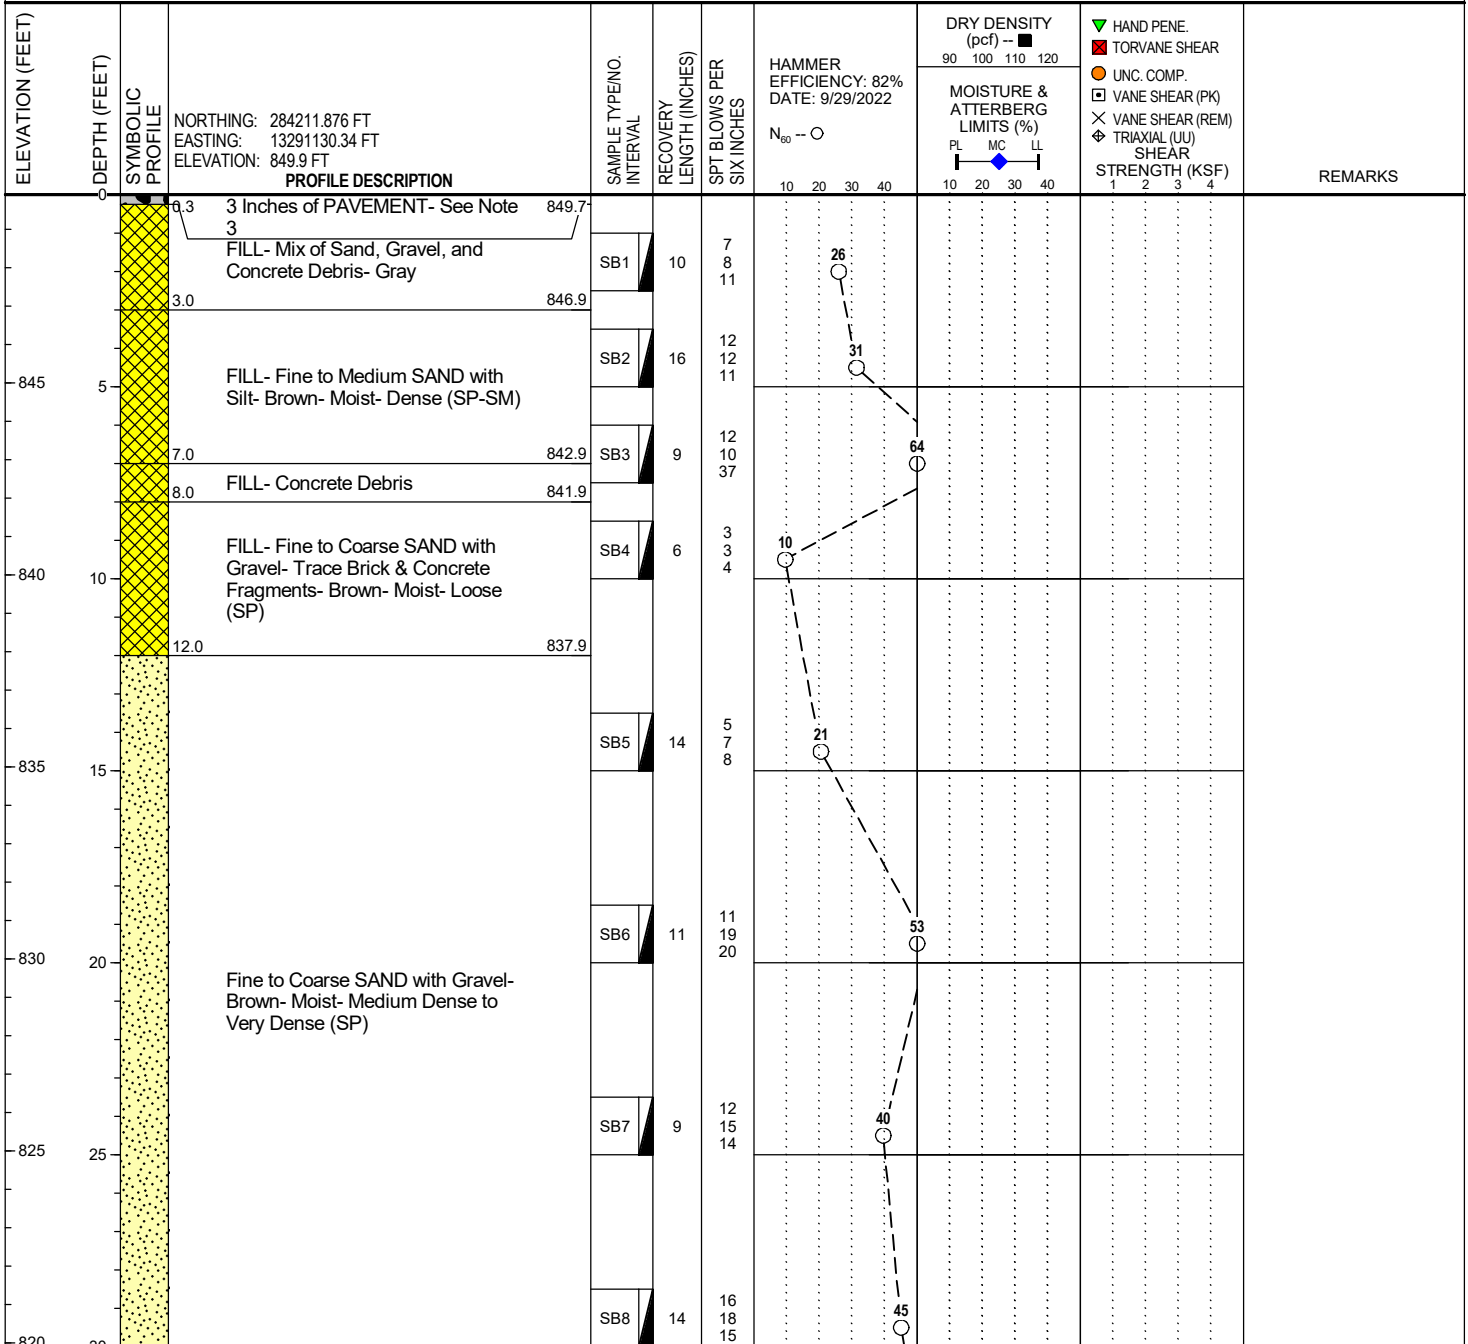 ELEVATION (FEET)
DEPTH (FEET)
SYMBOLIC
PROFILE
NORTHING: 284211.876 FT
EASTING: 13291130.34 FT
ELEVATION: 849.9 FT
PROFILE DESCRIPTION
SAMPLE TYPE/NO.
INTERVAL
RECOVERY
LENGTH (INCHES)
SPT BLOWS PER
SIX INCHES
HAMMER
EFFICIENCY: 82%
DATE: 9/29/2022
N60 -- O
10 20 30 40
DRY DENSITY
(pcf) -- ■
90 100 110 120
MOISTURE &
ATTERBERG
LIMITS (%)
PL MC LL
10 20 30 40
HAND PENE.
TORVANE SHEAR
UNC. COMP.
VANE SHEAR (PK)
VANE SHEAR (REM)
TRIAXIAL (UU)
SHEAR
STRENGTH (KSF)
1 2 3 4
REMARKS
0
0.3 3 Inches of PAVEMENT- See Note 849.7
3
FILL- Mix of Sand, Gravel, and
Concrete Debris- Gray
3.0 846.9
SB1 10
7
8
11
26
FILL- Fine to Medium SAND with
Silt- Brown- Moist- Dense (SP-SM)
7.0 842.9
SB2 16
12
12
11
31
845
5
FILL- Concrete Debris
8.0 841.9
SB3 9
12
10
37
64
FILL- Fine to Coarse SAND with
Gravel- Trace Brick & Concrete
Fragments- Brown- Moist- Loose
(SP)
12.0 837.9
SB4 6
3
3
4
10
840
10
SB5 14
5
7
8
21
835
15
SB6 11
11
19
20
53
830
20
Fine to Coarse SAND with Gravel-
Brown- Moist- Medium Dense to
Very Dense (SP)
SB7 9
12
15
14
40
825
25
SB8 14
16
18
15
45
820